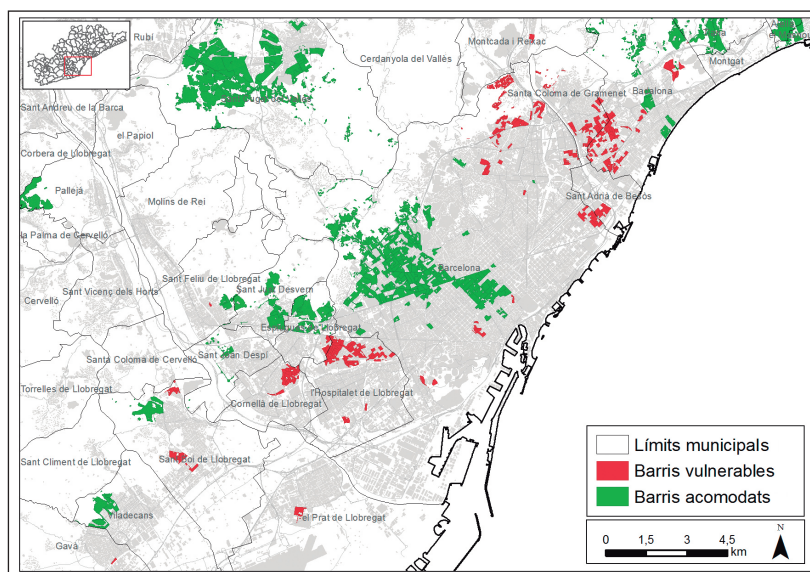 Rubí
Montcada i Reixac
Cerdanyola del Vallès
Montgat
Santa Coloma de Gramenet
Badalona
Sant Andreu de la Barca
el Papiol
Corbera de Llobregat
Pallejà
Molins de Rei
Sant Adrià de Besòs
la Palma de Cervelló
Barcelona
Sant Feliu de Llobregat
Sant Just Desvern
Cervelló
Sant Vicenç dels Horts
Esplugues de Llobregat
Santa Coloma de Cervelló
Sant Joan Despí
Torrelles de Llobregat
l'Hospitalet de Llobregat
Cornellà de Llobregat
Sant Climent de Llobregat
Sant Boi de Llobregat
Viladecans
el Prat de Llobregat
Gavà
Límits municipals
Barris vulnerables
Barris acomodats
0 1,5 3 4,5
km
N